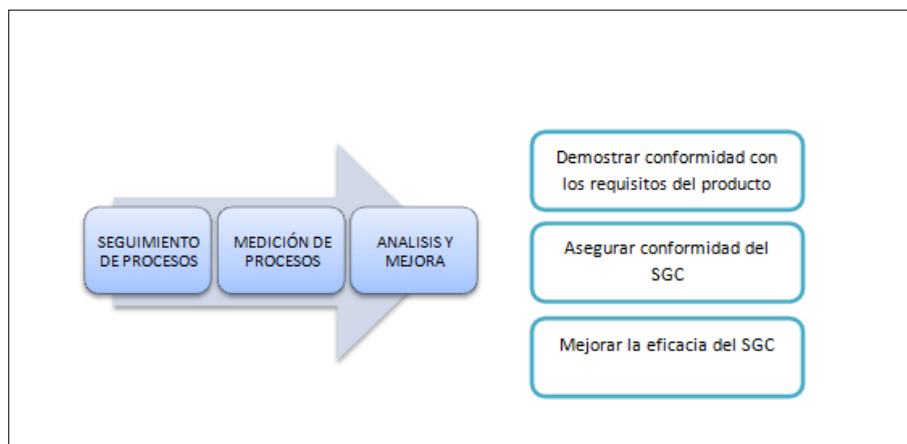 SEGUIMIENTO
DE PROCESOS
MEDICIÓN DE
PROCESOS
ANALISIS Y
MEJORA
Demostrar conformidad con
los requisitos del producto
Asegurar conformidad del
SGC
Mejorar la eficacia del SGC